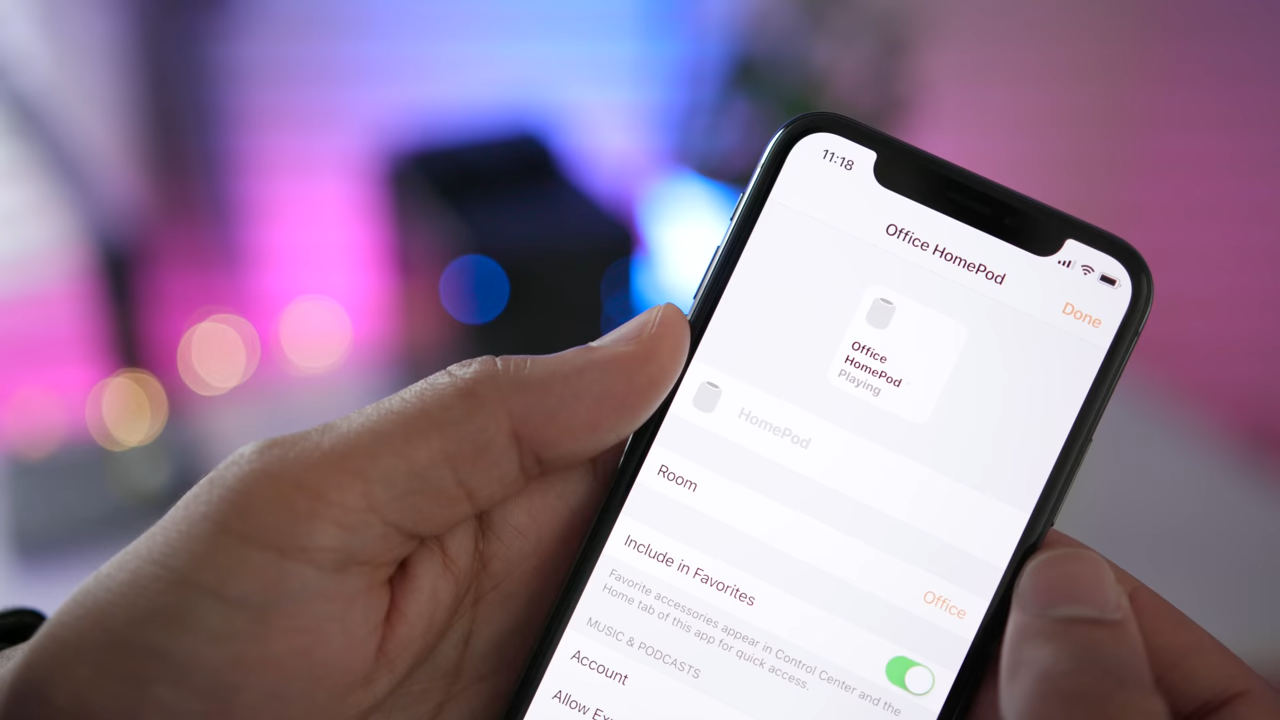 11:18
Office HomePod
Done
Office
HomePod
Playing
HomePod
Room
Office
Include in Favorites
Favorite accessories appear in Control Center and the
Home tab of this app for quick access.
MUSIC & PODCASTS
Account
Allow